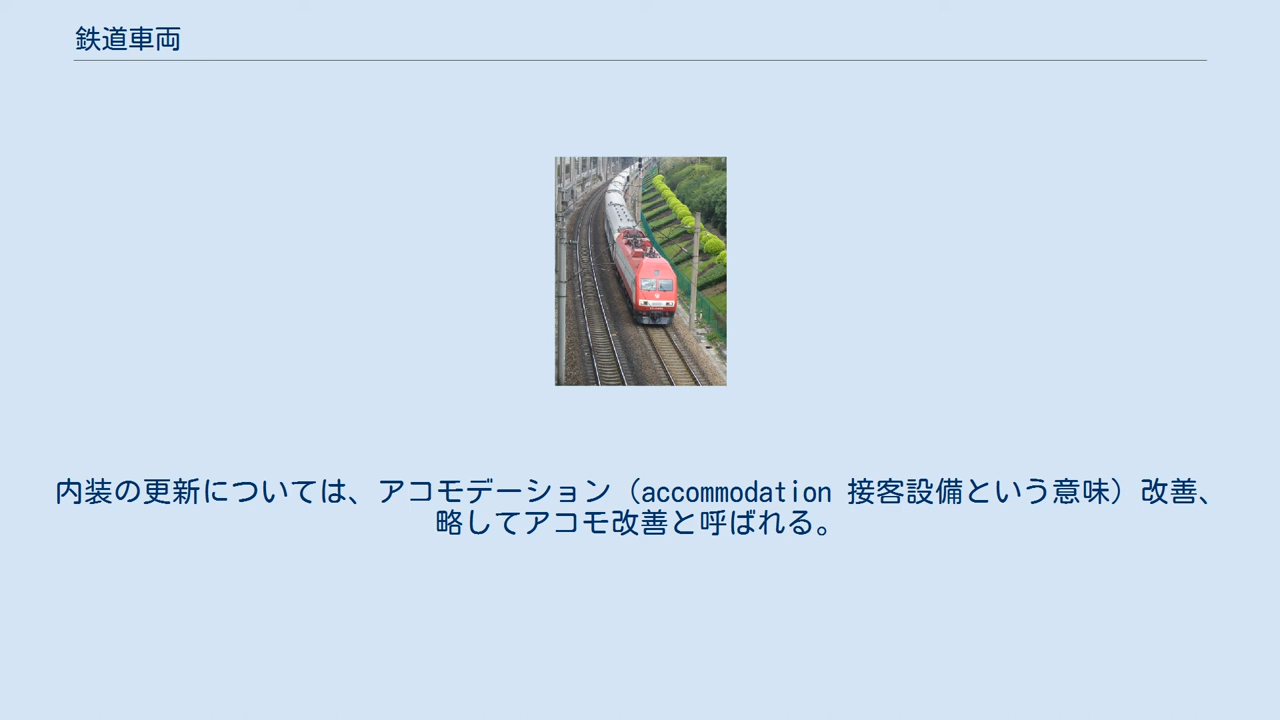 鉄道車両
内装の更新については、アコモデーション（accommodation 接客設備という意味）改善、
略してアコモ改善と呼ばれる。